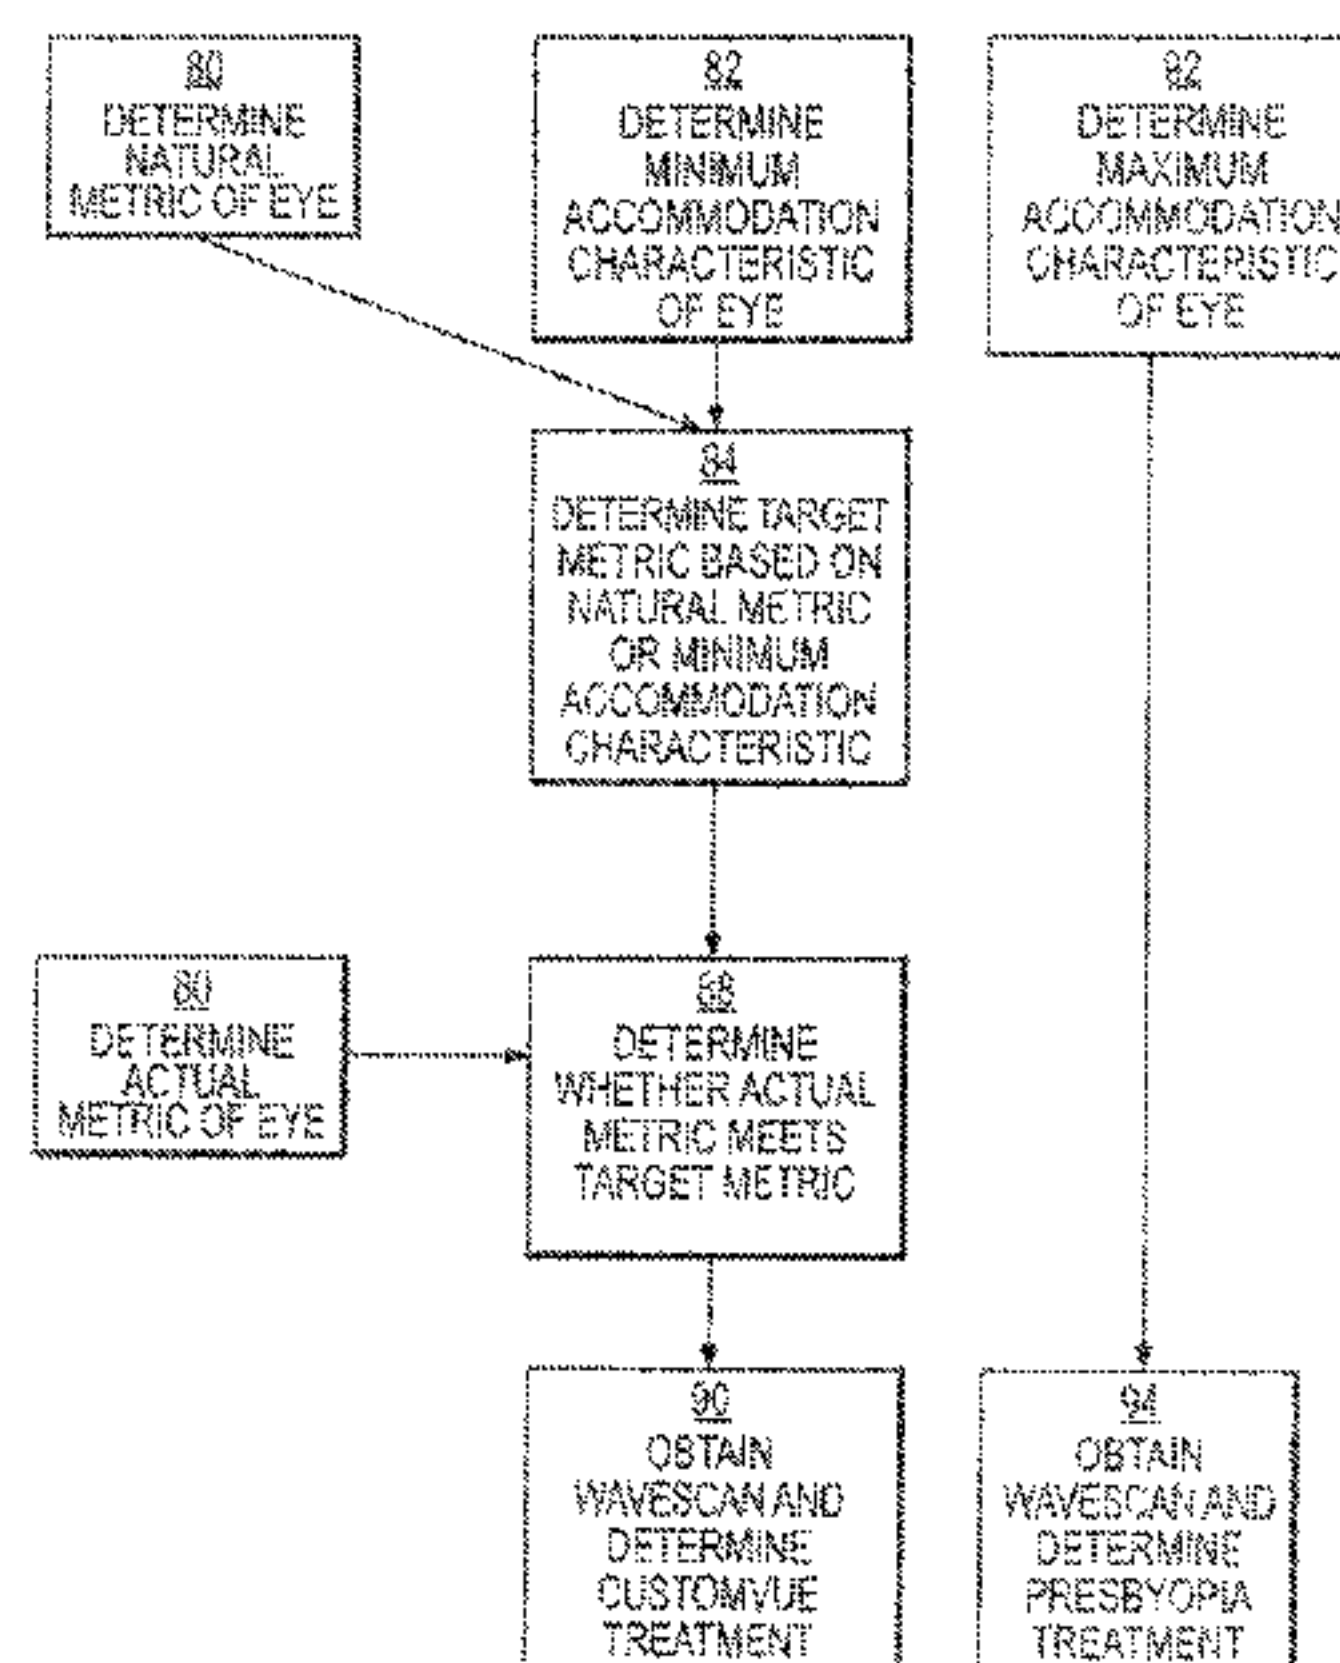 80
DETERMINE
NATURAL
METRIC OF EYE
82
DETERMINE
MINIMUM
ACCOMMODATION
CHARACTERISTIC
OF EYE
92
DETERMINE
MAXIMUM
ACCOMMODATION
CHARACTERISTIC
OF EYE
84
DETERMINE TARGET
METRIC BASED ON
NATURAL METRIC
OR MINIMUM
ACCOMMODATION
CHARACTERISTIC
80
DETERMINE
ACTUAL
METRIC OF EYE
DETERMINE
WHETHER ACTUAL
METRIC MEETS
TARGET METRIC
90
OBTAIN
WAVESCAN AND
DETERMINE
CUSTOMVUE
TREATMENT
94
OBTAIN
WAVESCAN AND
DETERMINE
PRESBYOPIA
TREATMENT